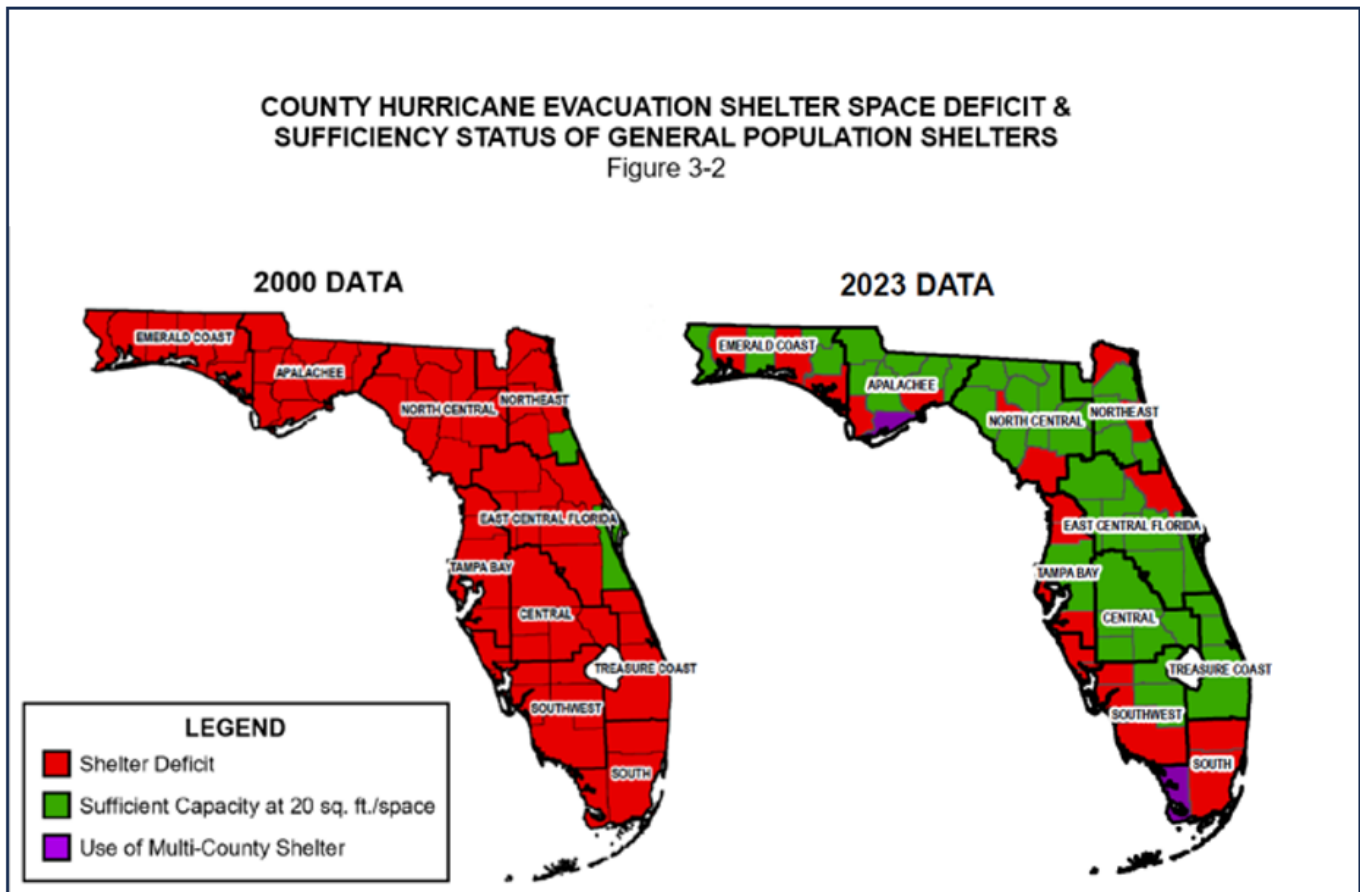 COUNTY HURRICANE EVACUATION SHELTER SPACE DEFICIT &
SUFFICIENCY STATUS OF GENERAL POPULATION SHELTERS
Figure 3-2
2000 DATA
EMERALD COAST
APALACHEE
NORTH CENTRAL
NORTHEAST
EAST CENTRAL FLORIDA
TAMPA BAY
CENTRAL
TREASURE COAST
SOUTHWEST
SOUTH
2023 DATA
EMERALD COAST
APALACHEE
NORTH CENTRAL
NORTHEAST
EAST CENTRAL FLORIDA
TAMPA BAY
CENTRAL
TREASURE COAST
SOUTHWEST
SOUTH
LEGEND
Shelter Deficit
Sufficient Capacity at 20 sq. ft./space
Use of Multi-County Shelter